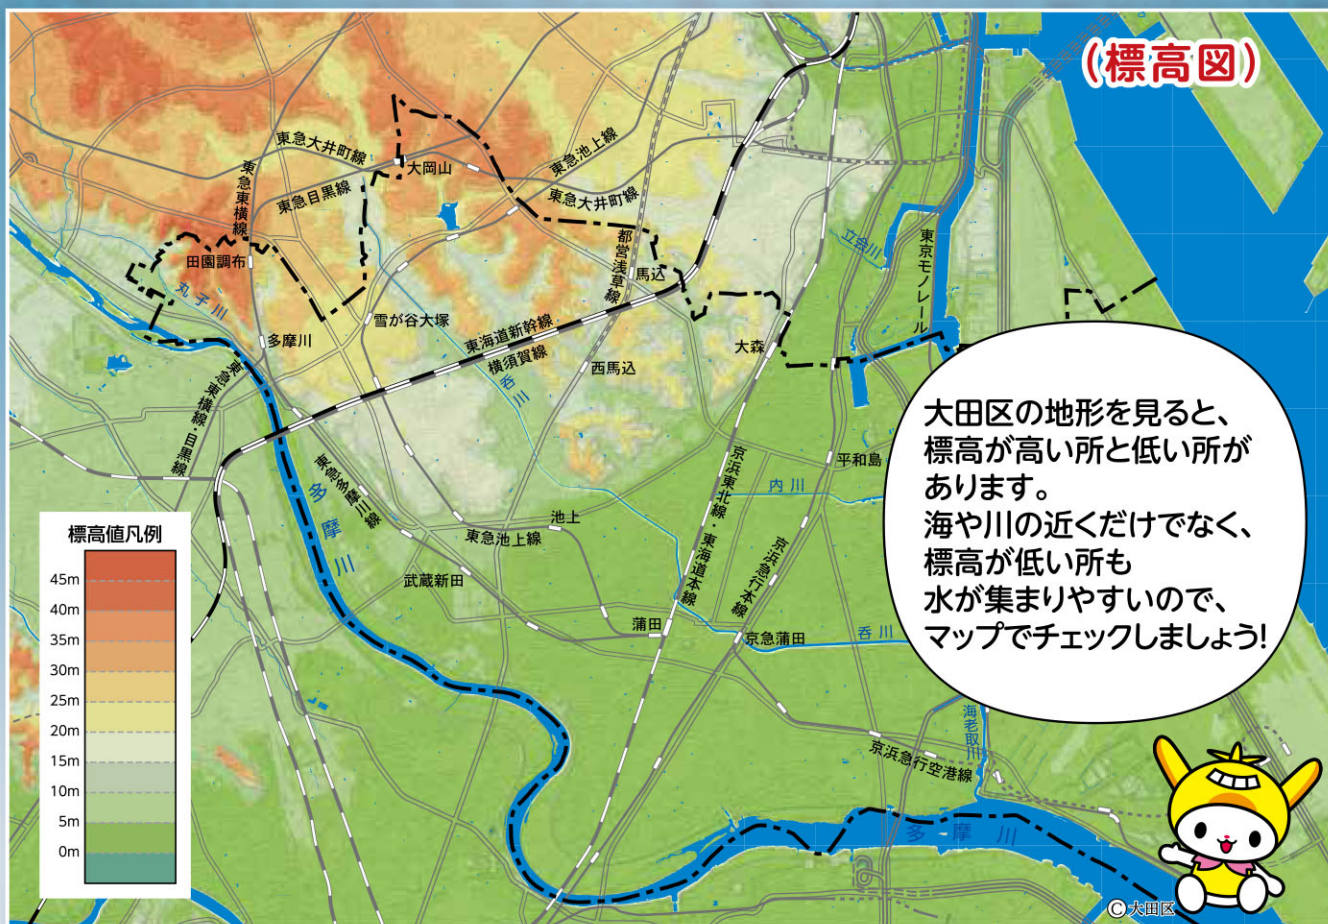 (標高図)
東急大井町線
東急池上線
大岡山
東急東横線
東急目黒線
東急大井町線
都営浅草線
立会川
東京モノレール
田園調布
馬込
丸子川
雪が谷大塚
多摩川
東海道新幹線
横須賀線
大森
西馬込
呑川
東急東横線・目黒線
大田区の地形を見ると、
標高が高い所と低い所が
あります。
海や川の近くだけでなく、
標高が低い所も
水が集まりやすいので、
マップでチェックしましょう!
平和島
京浜東北線・東海道本線
内川
東急多摩川線
多摩川
池上
東急池上線
京浜急行本線
武蔵新田
蒲田
京急蒲田
呑川
標高値凡例
45m
40m
35m
30m
25m
20m
15m
10m
5m
0m
海老取川
京浜急行空港線
多摩川
©大田区